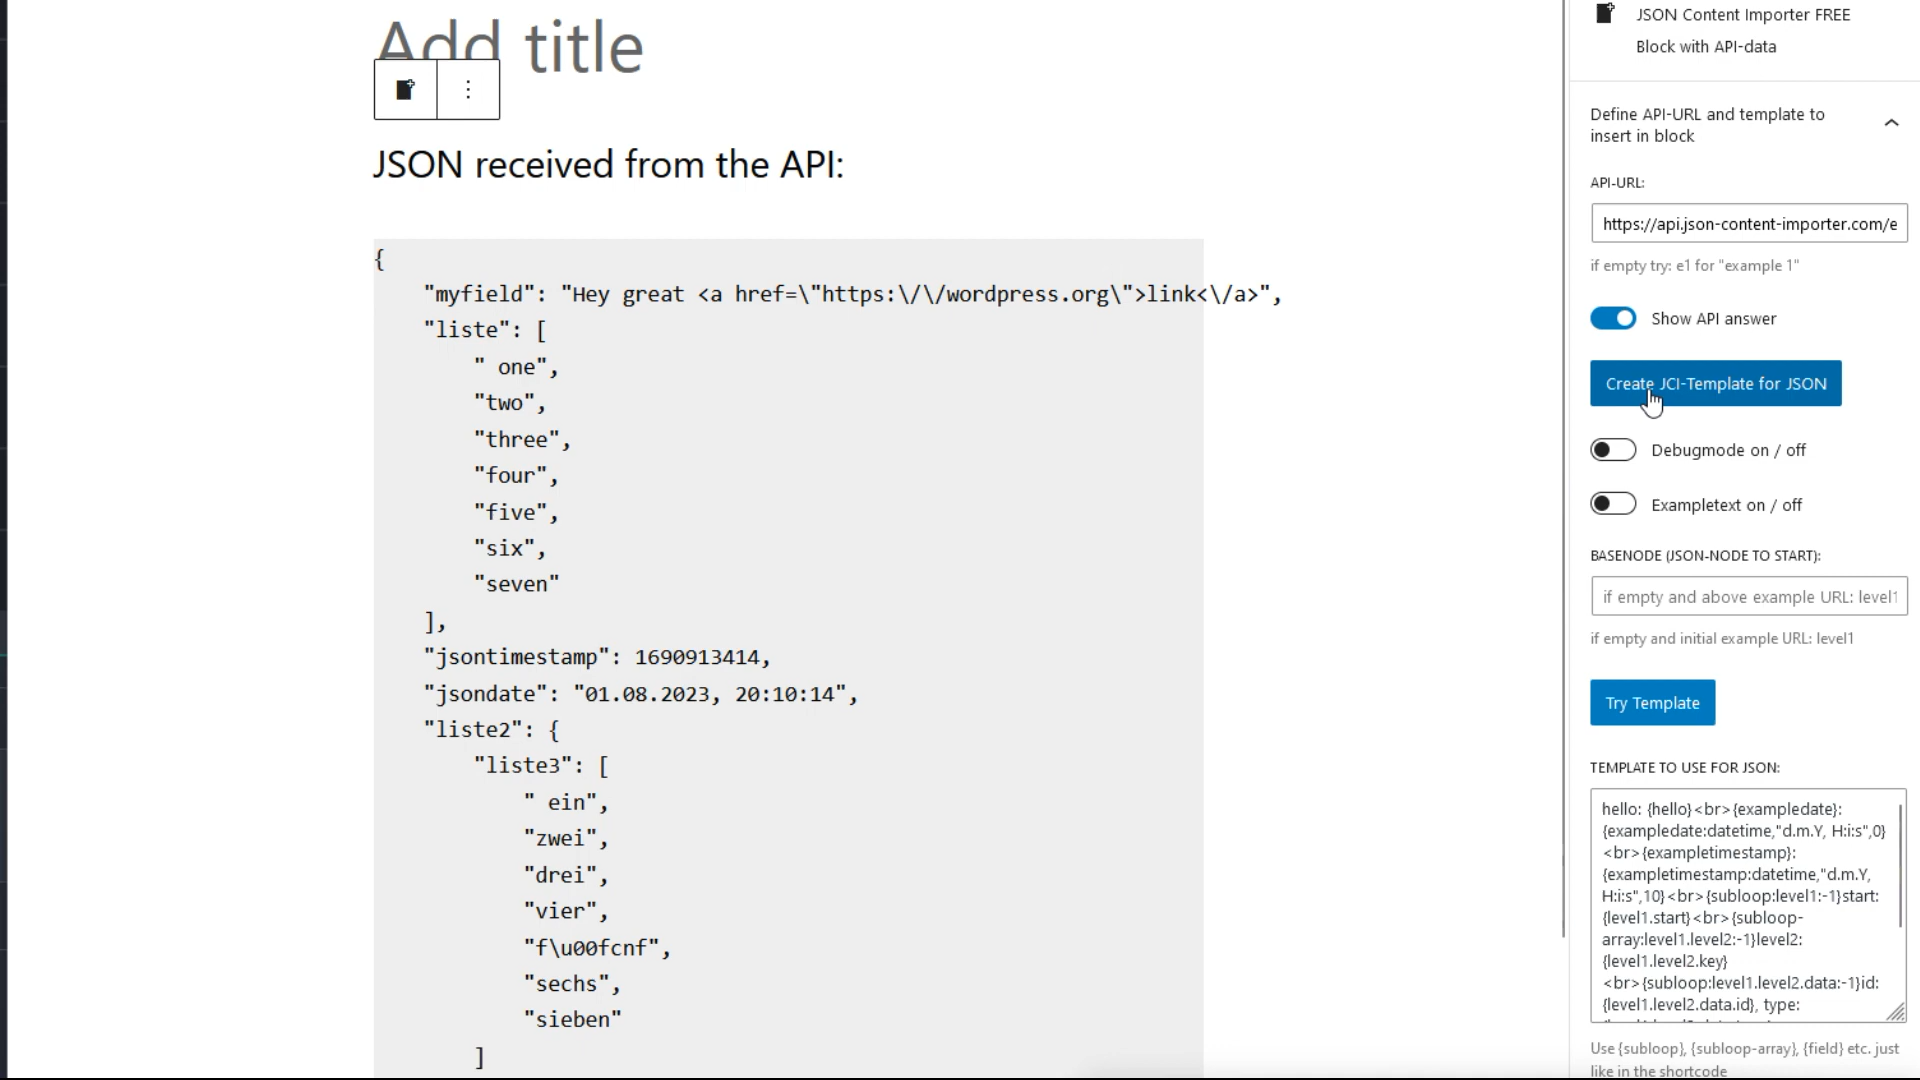 Add title
JSON received from the API:
{
"myfield": "Hey great <a href=\"https:\/\/wordpress.org\">link<\/a>",
"liste": [
" one",
"two",
"three",
"four",
"five",
"six",
"seven"
],
"jsontimestamp": 1690913414,
"jsondate": "01.08.2023, 20:10:14",
"liste2": {
"liste3": [
" ein",
"zwei",
"drei",
"vier",
"f\u00fcnf",
"sechs",
"sieben"
]
JSON Content Importer FREE
Block with API-data
Define API-URL and template to
insert in block
API-URL:
https://api.json-content-importer.com/e
if empty try: e1 for "example 1"
Show API answer
Create JCI-Template for JSON
Debugmode on / off
Exampletext on / off
BASENODE (JSON-NODE TO START):
if empty and above example URL: level1
if empty and initial example URL: level1
Try Template
TEMPLATE TO USE FOR JSON:
hello: {hello}<br>{exampledate}:
{exampledate:datetime,"d.m.Y, H:i:s",0}
<br>{exampletimestamp}:
{exampletimestamp:datetime,"d.m.Y,
H:i:s",10}<br>{subloop:level1:-1}start:
{level1.start}<br>{subloop-
array:level1.level2:-1}level2:
{level1.level2.key}
<br>{subloop:level1.level2.data:-1}id:
{level1.level2.data.id}, type:
Use {subloop}, {subloop-array}, {field} etc. just
like in the shortcode